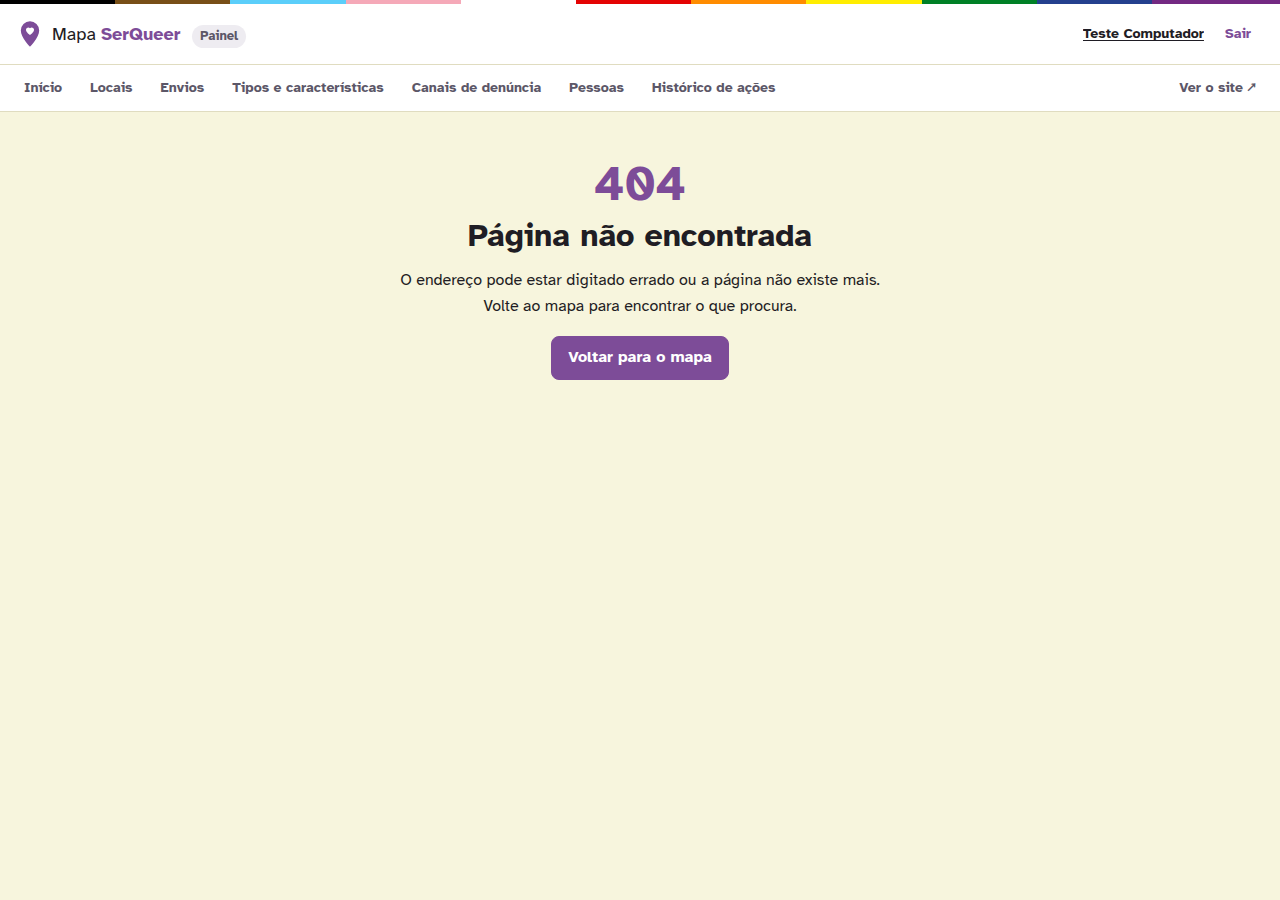 Mapa SerQueer Painel
Teste Computador Sair
Início Locais Envios Tipos e características Canais de denúncia Pessoas Histórico de ações Ver o site ↗
404
Página não encontrada
O endereço pode estar digitado errado ou a página não existe mais.
Volte ao mapa para encontrar o que procura.
Voltar para o mapa